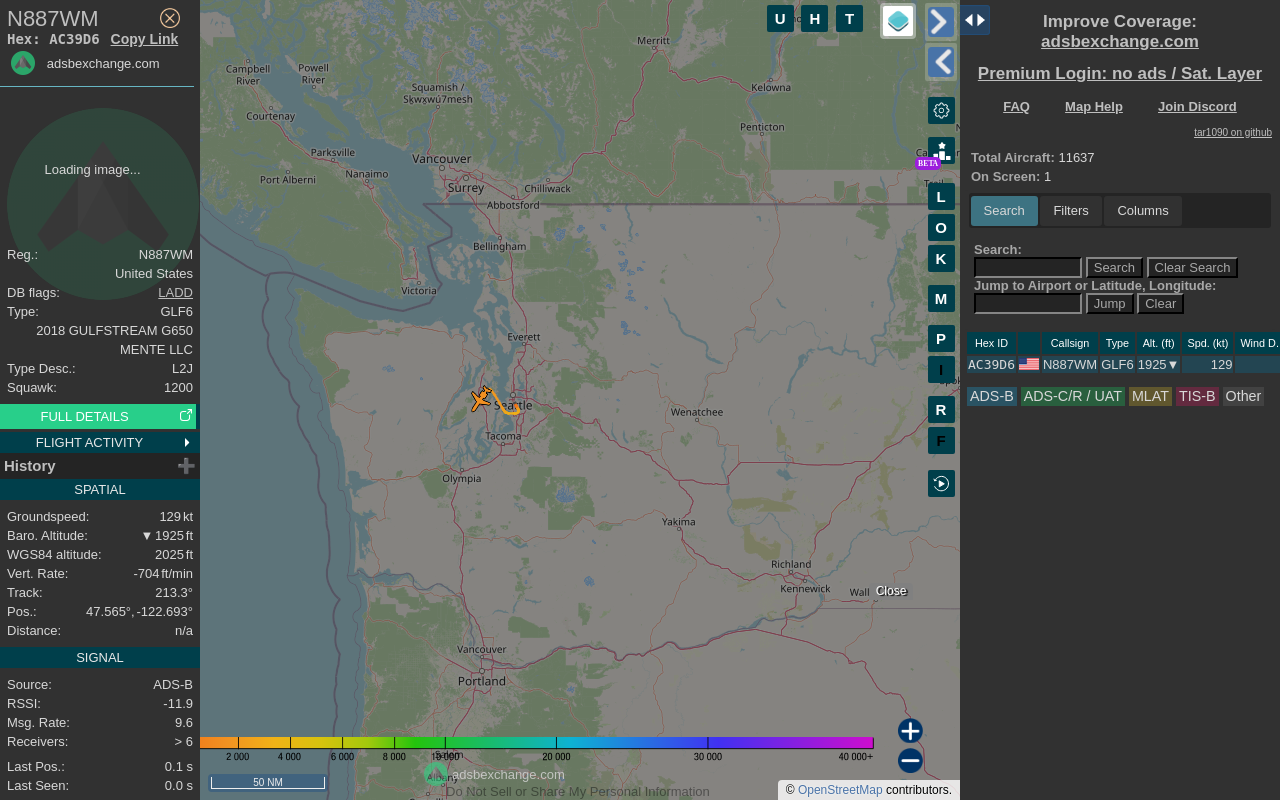 N887WM
Hex: AC39D6 Copy Link
adsbexchange.com
Loading image...
Reg.: N887WM
United States
DB flags: LADD
Type: GLF6
2018 GULFSTREAM G650
MENTE LLC
Type Desc.: L2J
Squawk: 1200
FULL DETAILS
FLIGHT ACTIVITY
History
SPATIAL
Groundspeed: 129 kt
Baro. Altitude: ▼ 1925 ft
WGS84 altitude: 2025 ft
Vert. Rate: -704 ft/min
Track: 213.3°
Pos.: 47.565°, -122.693°
Distance: n/a
SIGNAL
Source: ADS-B
RSSI: -11.9
Msg. Rate: 9.6
Receivers: > 6
Last Pos.: 0.1 s
Last Seen: 0.0 s
Merritt
Campbell River
Powell River
Squamish / Sḵwx̱wú7mesh
Kelowna
Courtenay
Penticton
Parksville
Vancouver
Nanaimo
Port Alberni
Surrey
Chilliwack
Abbotsford
Bellingham
Victoria
Everett
Seattle
Wenatchee
Tacoma
Olympia
Yakima
Richland
Kennewick
Wall
Close
Vancouver
Portland
Salem
Albany
U H T
BETA
L
O
K
M
P
I
R
F
2 000 4 000 6 000 8 000 10 000 20 000 30 000 40 000+
50 NM
adsbexchange.com
Do Not Sell or Share My Personal Information
© OpenStreetMap contributors.
Improve Coverage:
adsbexchange.com
Premium Login: no ads / Sat. Layer
FAQ Map Help Join Discord
tar1090 on github
Total Aircraft: 11637
On Screen: 1
Search Filters Columns
Search:
Search Clear Search
Jump to Airport or Latitude, Longitude:
Jump Clear
Hex ID Callsign Type Alt. (ft) Spd. (kt) Wind D.
AC39D6 N887WM GLF6 1925▼ 129
ADS-B ADS-C/R / UAT MLAT TIS-B Other